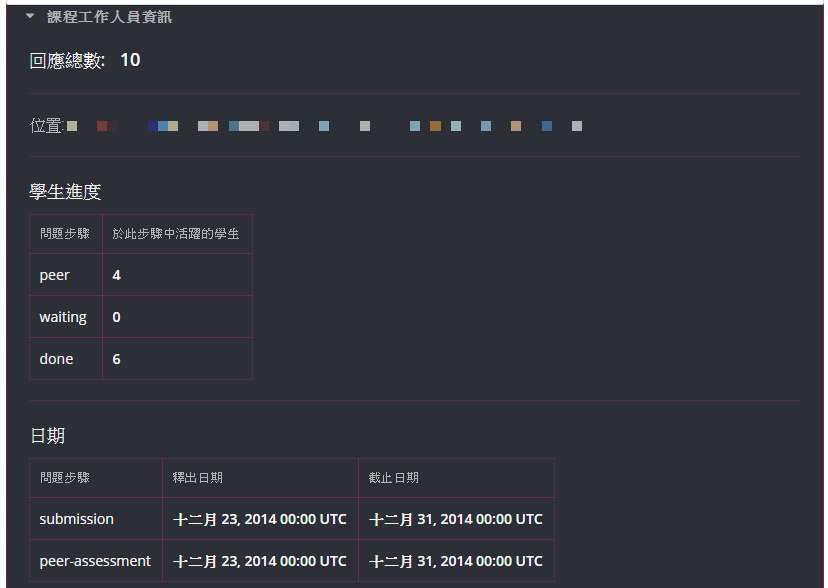 課程工作人員資訊
回應總數: 10
位置:
學生進度
問題步驟 於此步驟中活躍的學生
peer 4
waiting 0
done 6
日期
問題步驟 釋出日期 截止日期
submission 十二月 23, 2014 00:00 UTC 十二月 31, 2014 00:00 UTC
peer-assessment 十二月 23, 2014 00:00 UTC 十二月 31, 2014 00:00 UTC